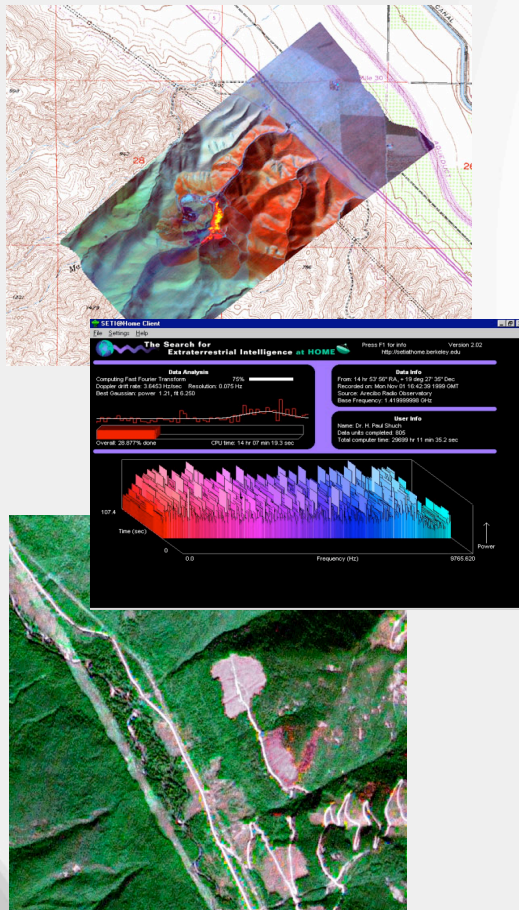 CANAL
Mile 30
AQUEDUCT
28
26
SETI@Home Client
File Settings Help
The Search for
Extraterrestrial Intelligence at HOME
Press F1 for info
Version 2.02
http://setiathome.berkeley.edu
Data Analysis
Computing Fast Fourier Transform 75%
Doppler drift rate: 3.6453 Hz/sec Resolution: 0.075 Hz
Best Gaussian: power 1.21, fit 6.250
Overall: 26.877% done
CPU time: 14 hr 07 min 19.3 sec
Data Info
From: 14 hr 53' 56" RA, + 19 deg 27' 35" Dec
Recorded on: Mon Nov 01 16:42:39 1999 GMT
Source: Arecibo Radio Observatory
Base Frequency: 1.419999998 GHz
User Info
Name: Dr. H. Paul Shuch
Data units completed: 805
Total computer time: 29699 hr 11 min 35.2 sec
107.4
Time (sec)
0
0.0
Frequency (Hz)
9765.620
Power